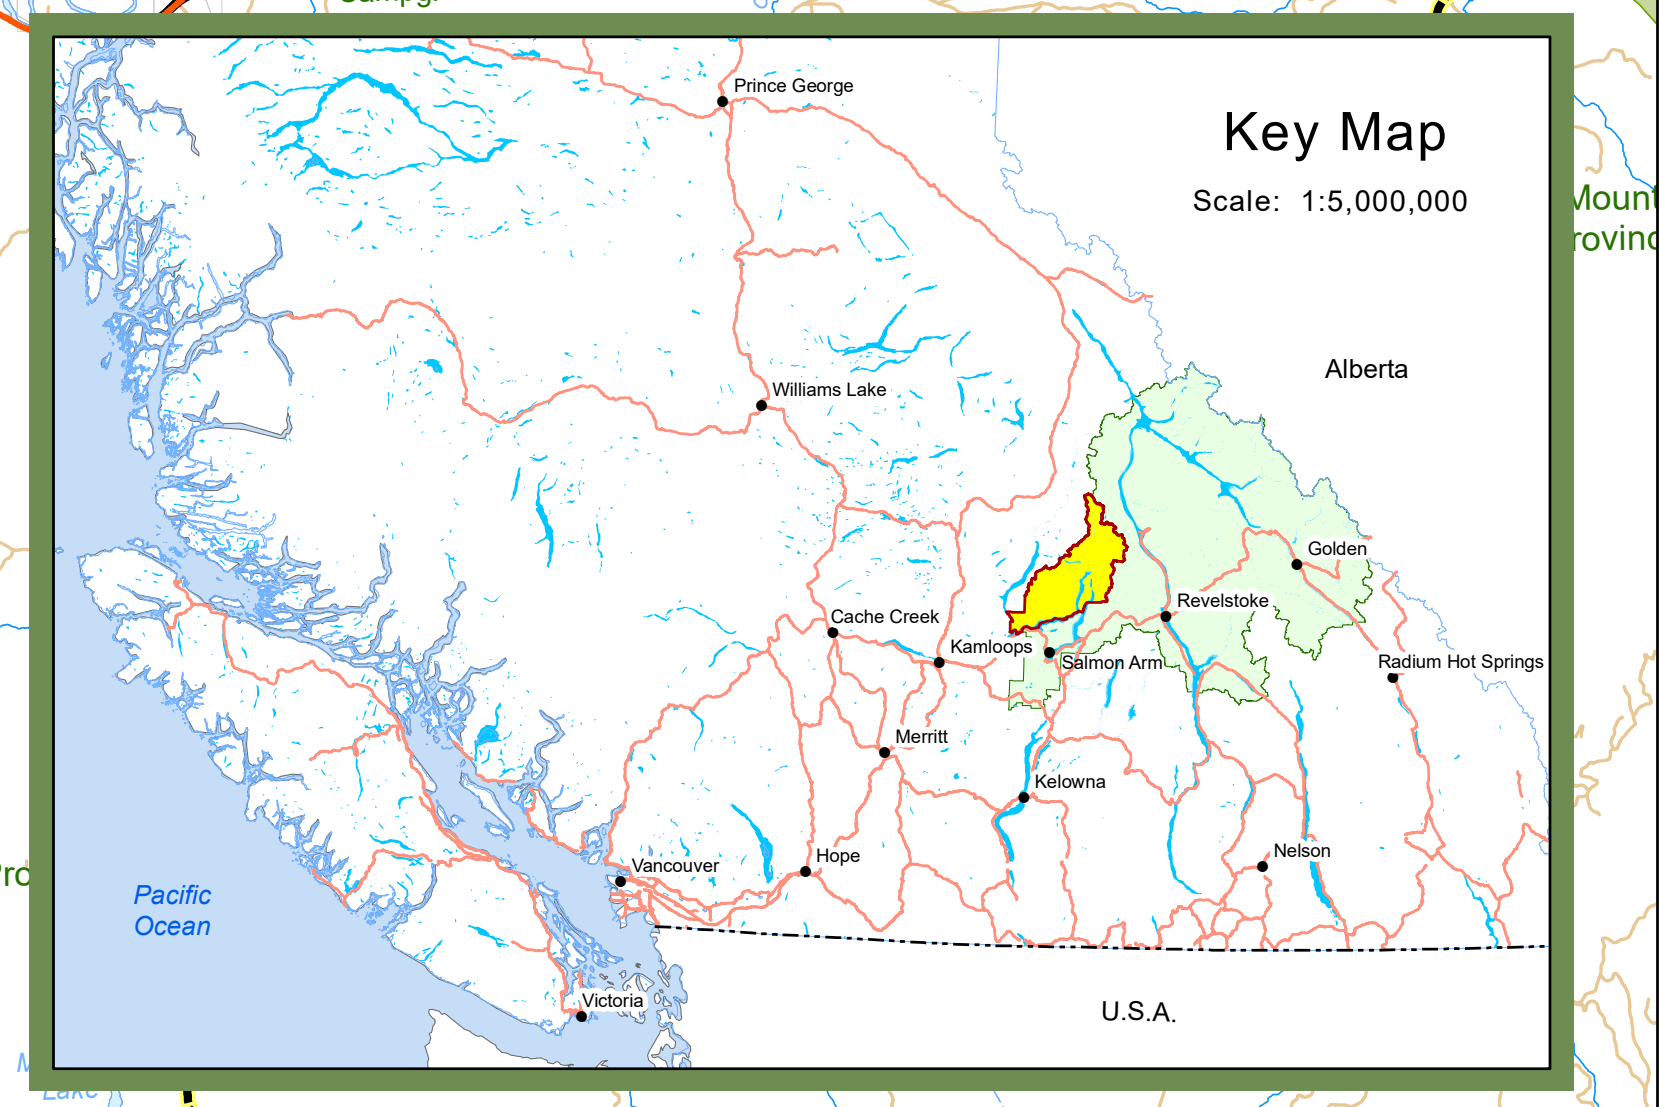 Key Map
Scale: 1:5,000,000
Prince George
Alberta
Williams Lake
Golden
Revelstoke
Cache Creek
Kamloops
Salmon Arm
Radium Hot Springs
Merritt
Kelowna
Nelson
Hope
Vancouver
Pacific
Ocean
Victoria
U.S.A.
Lake